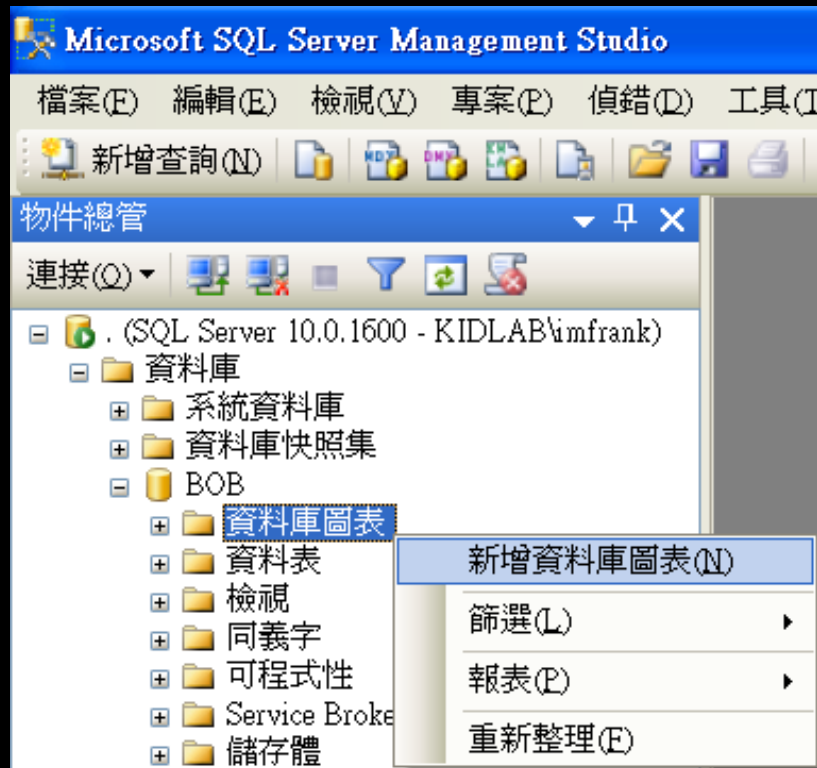 Microsoft SQL Server Management Studio
檔案(F) 編輯(E) 檢視(V) 專案(P) 偵錯(D) 工具(T
新增查詢(N)
物件總管
連接(O)
. (SQL Server 10.0.1600 - KIDLAB\imfrank)
資料庫
系統資料庫
資料庫快照集
BOB
資料庫圖表
新增資料庫圖表(N)
資料表
檢視
篩選(L)
同義字
可程式性
報表(P)
Service Broke
儲存體
重新整理(F)